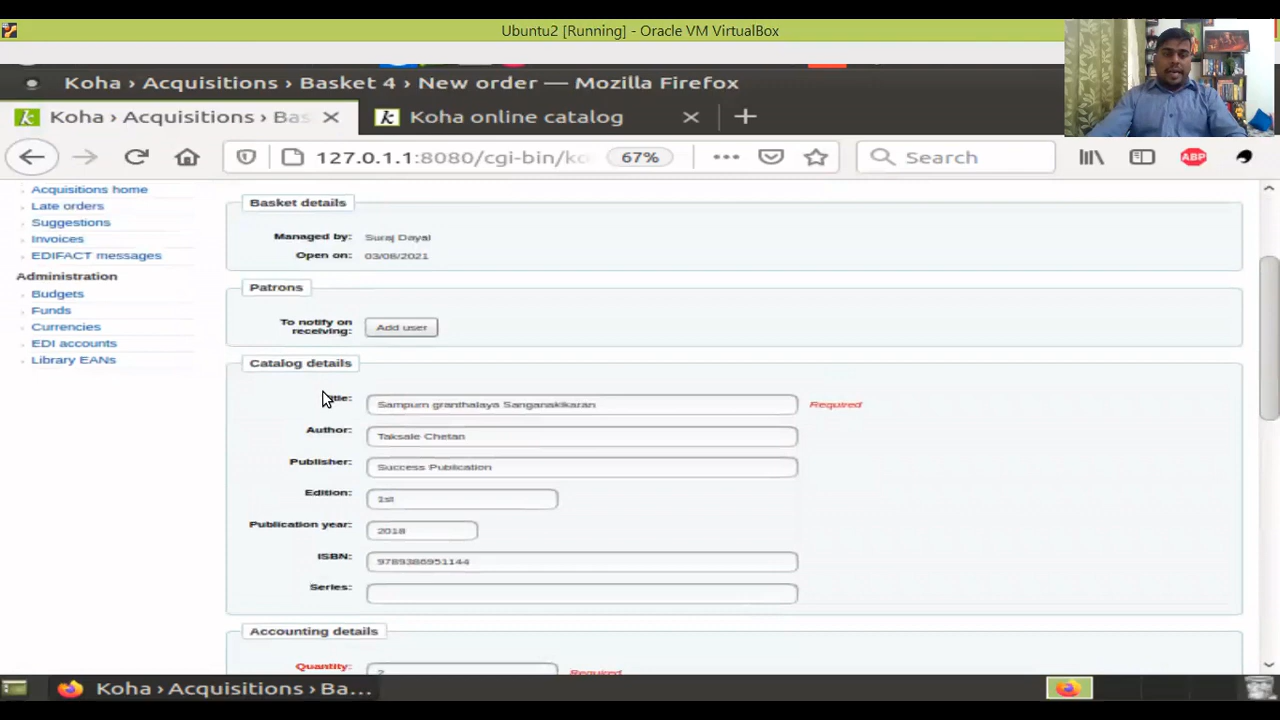 Ubuntu2 [Running] - Oracle VM VirtualBox
Koha › Acquisitions › Basket 4 › New order — Mozilla Firefox
Koha › Acquisitions › Bas
Koha online catalog
127.0.1.1:8080/cgi-bin/ko
67%
Search
ABP
Acquisitions home
Late orders
Suggestions
Invoices
EDIFACT messages
Administration
Budgets
Funds
Currencies
EDI accounts
Library EANs
Basket details
Managed by: Suraj Dayal
Open on: 03/08/2021
Patrons
To notify on receiving: Add user
Catalog details
Title: Sampurn granthalaya Sanganakikaran Required
Author: Taksale Chetan
Publisher: Success Publication
Edition: 1st
Publication year: 2018
ISBN: 9789386951144
Series:
Accounting details
Quantity: 2 Required
Koha › Acquisitions › Ba...